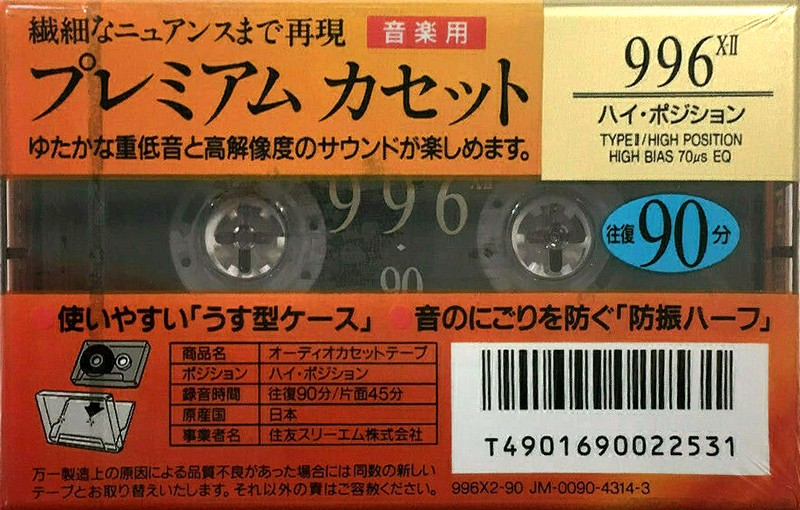 繊細なニュアンスまで再現 音楽用
プレミアム カセット
ゆたかな重低音と高解像度のサウンドが楽しめます。
996X-II
ハイ・ポジション
TYPE II/HIGH POSITION
HIGH BIAS 70μs EQ
996X-II
90
往復90分
使いやすい「うす型ケース」 音のにごりを防ぐ「防振ハーフ」
商品名 オーディオカセットテープ
ポジション ハイ・ポジション
録音時間 往復90分/片面45分
原産国 日本
事業者名 住友スリーエム株式会社
万一製造上の原因による品質不良があった場合には同数の新しい
テープとお取り替えいたします。それ以外の責はご容赦ください。
T4901690022531
996X2-90 JM-0090-4314-3